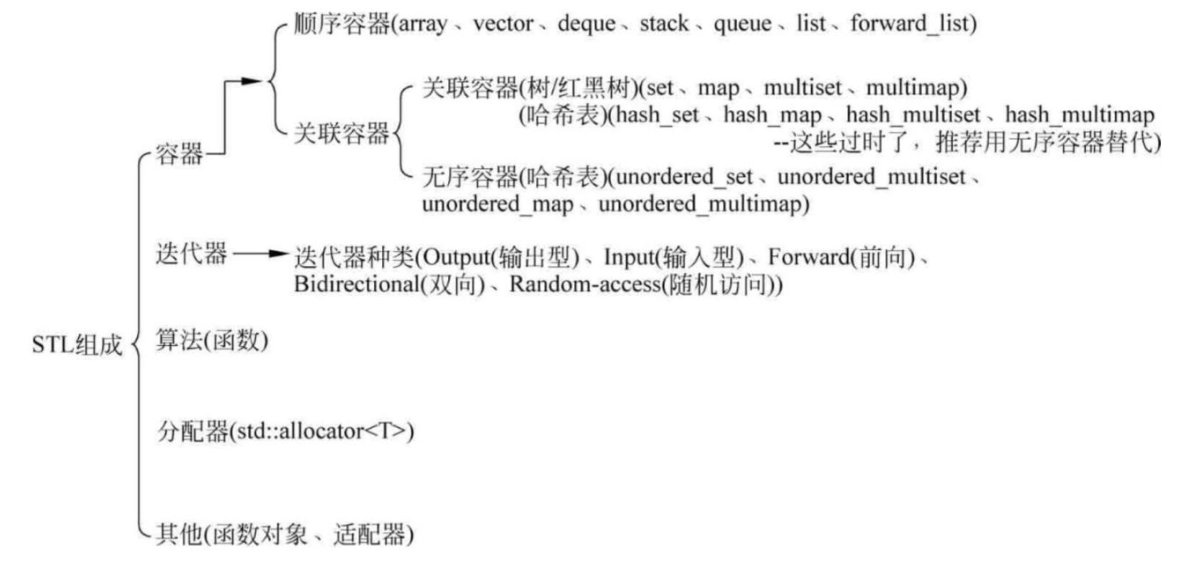 顺序容器(array、vector、deque、stack、queue、list、forward_list)
关联容器(树/红黑树)(set、map、multiset、multimap)
(哈希表)(hash_set、hash_map、hash_multiset、hash_multimap
--这些过时了，推荐用无序容器替代)
关联容器
容器
无序容器(哈希表)(unordered_set、unordered_multiset、
unordered_map、unordered_multimap)
迭代器
迭代器种类(Output(输出型)、Input(输入型)、Forward(前向)、
Bidirectional(双向)、Random-access(随机访问))
STL组成
算法(函数)
分配器(std::allocator<T>)
其他(函数对象、适配器)